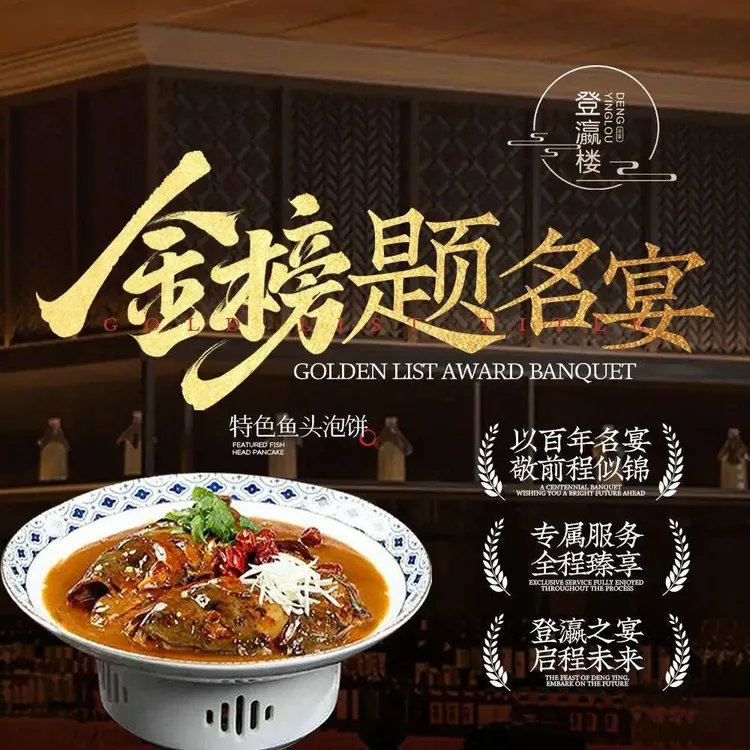 登瀛楼
DENG
YINGLOU
金榜题名宴
GOLD LIST TITLE
GOLDEN LIST AWARD BANQUET
特色鱼头泡饼
FEATURED FISH
HEAD PANCAKE
以百年名宴
敬前程似锦
A CENTENNIAL BANQUET
WISHING YOU A BRIGHT FUTURE AHEAD
专属服务
全程臻享
EXCLUSIVE SERVICE FULLY ENJOYED
THROUGHOUT THE PROCESS
登瀛之宴
启程未来
THE FEAST OF DENG YING,
EMBARK ON THE FUTURE